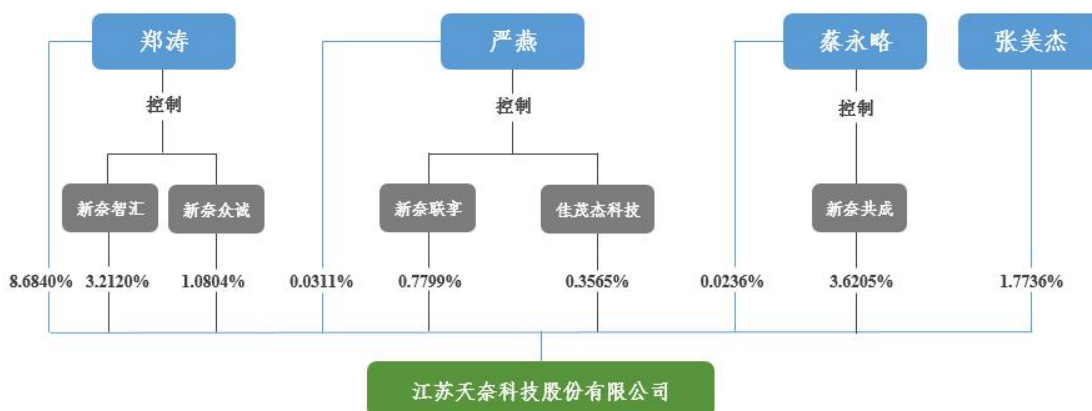 郑涛
严燕
蔡永略
张美杰
控制
控制
控制
新奈智汇
新奈众诚
新奈联享
佳茂杰科技
新奈共成
8.6840%
3.2120%
1.0804%
0.0311%
0.7799%
0.3565%
0.0236%
3.6205%
1.7736%
江苏天奈科技股份有限公司